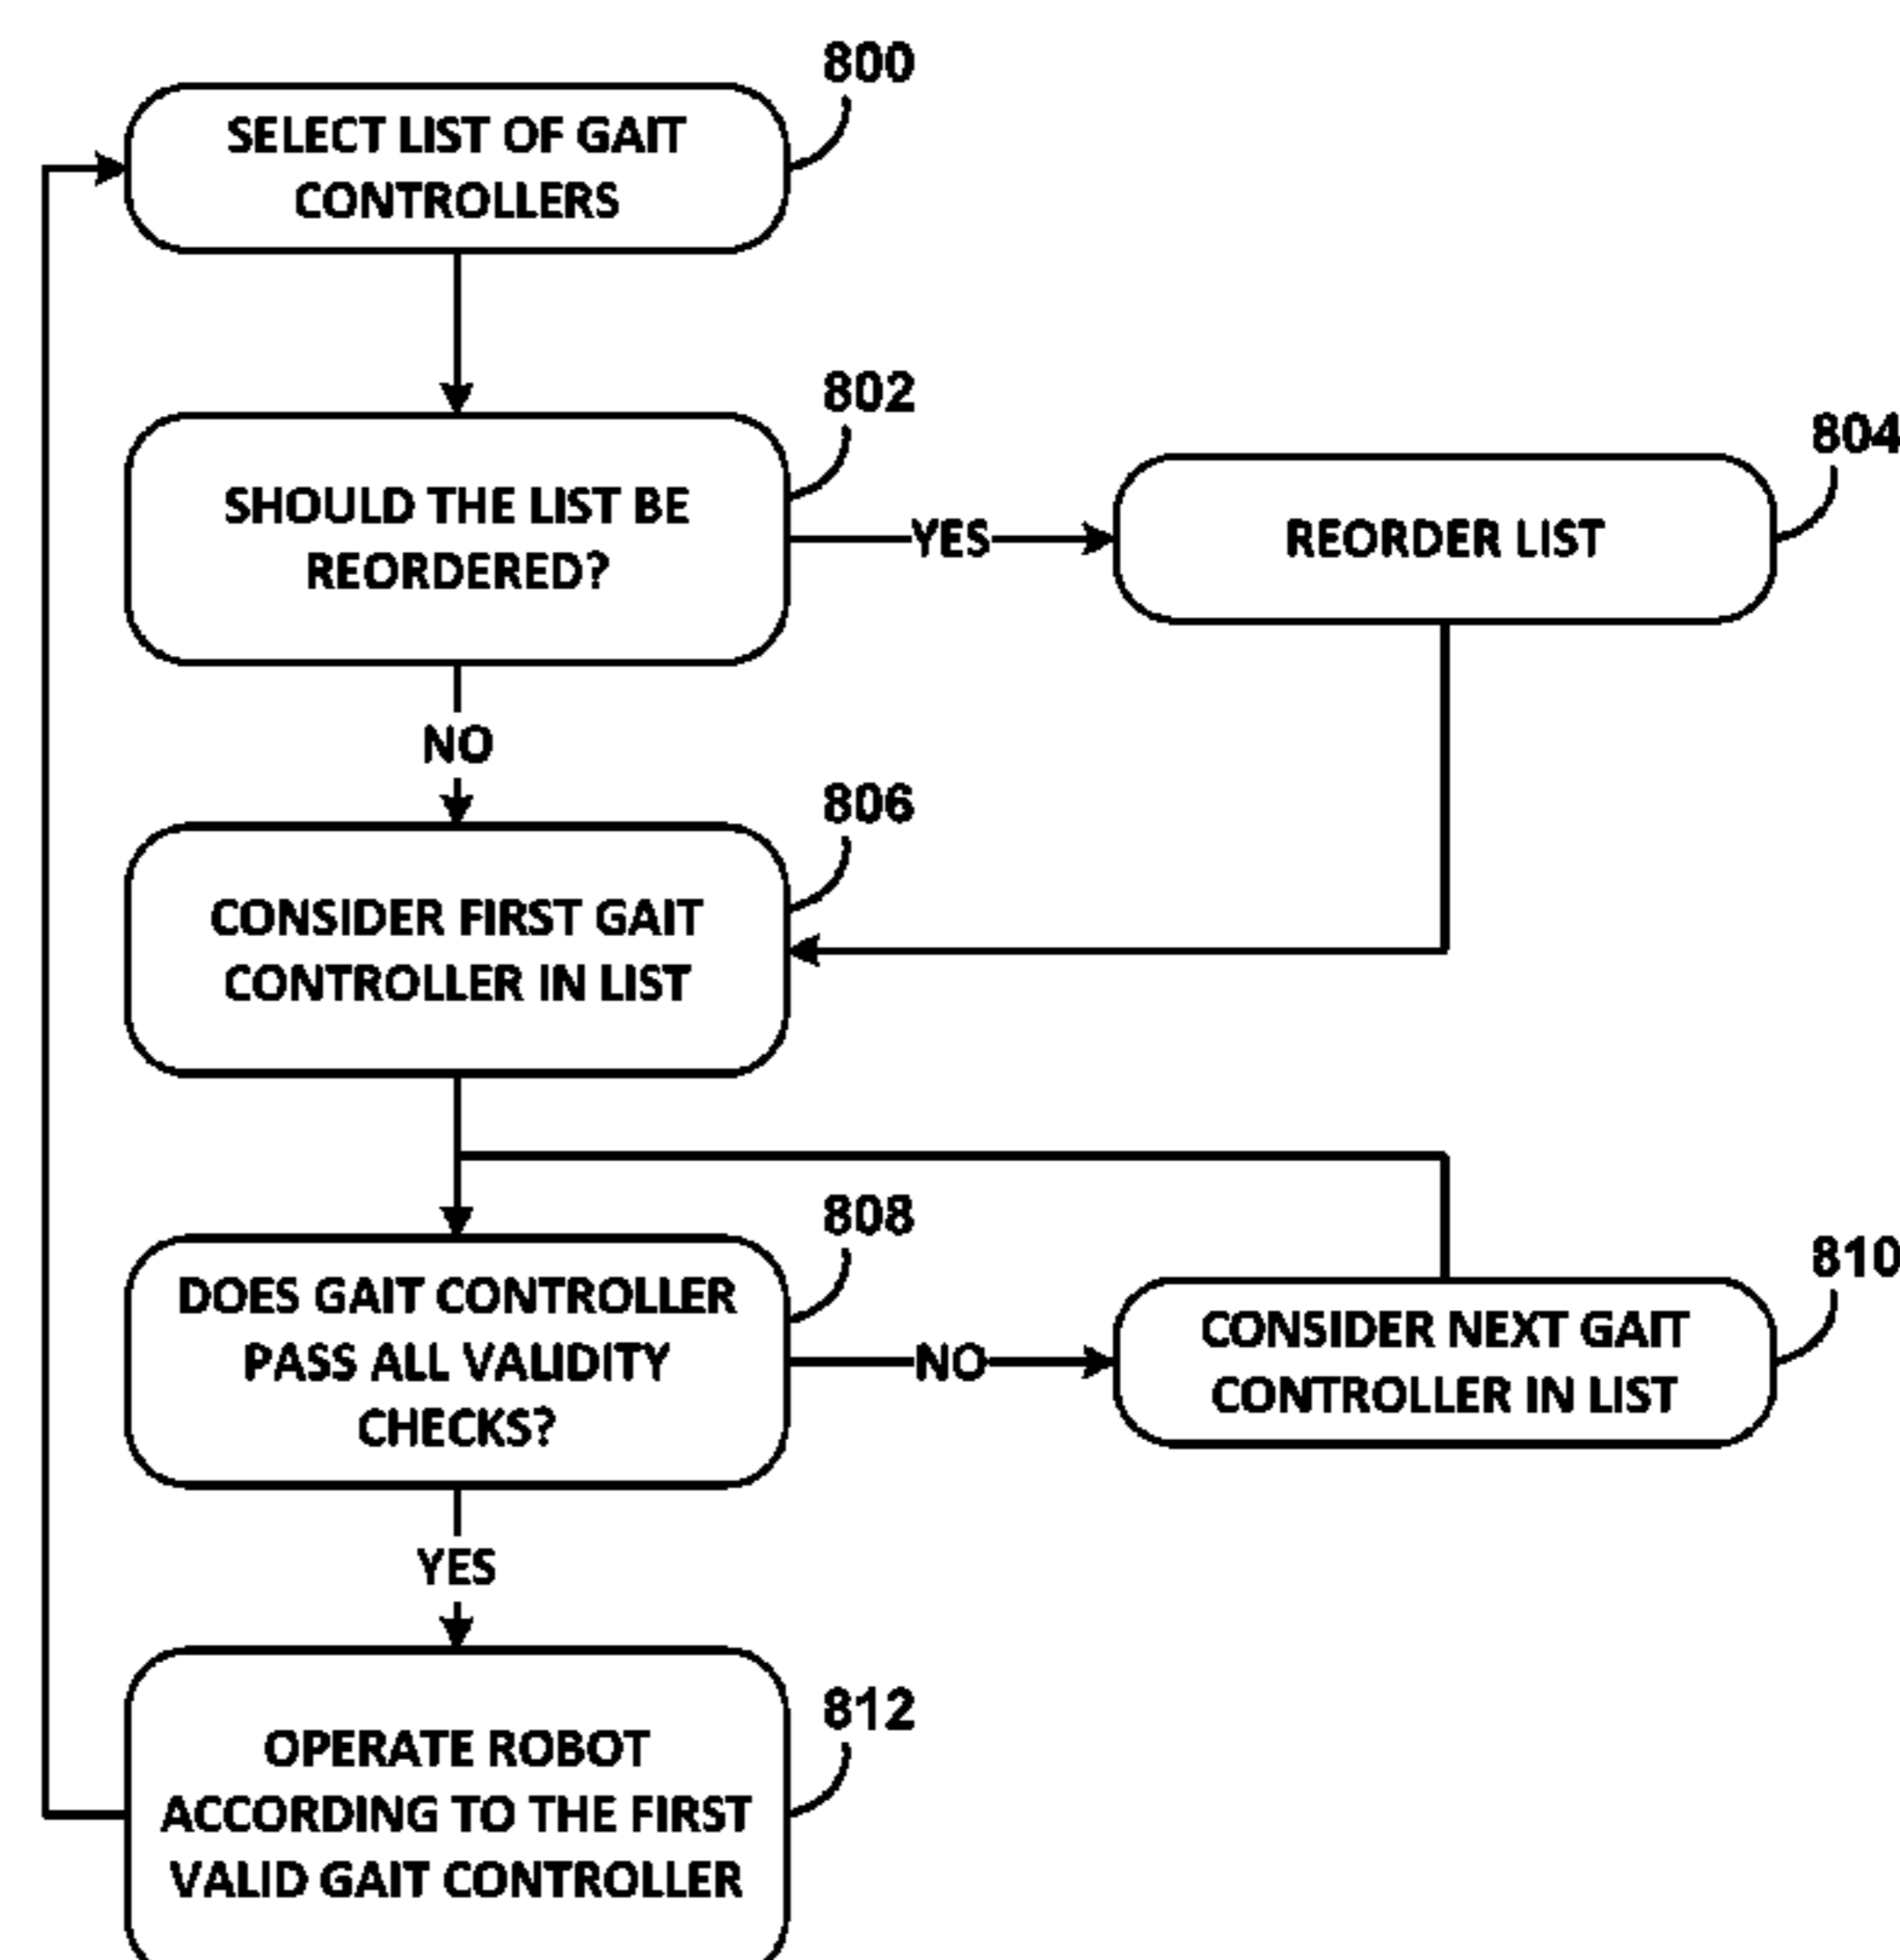 800
SELECT LIST OF GAIT
CONTROLLERS
802
SHOULD THE LIST BE
REORDERED?
YES
804
REORDER LIST
NO
806
CONSIDER FIRST GAIT
CONTROLLER IN LIST
808
DOES GAIT CONTROLLER
PASS ALL VALIDITY
CHECKS?
NO
810
CONSIDER NEXT GAIT
CONTROLLER IN LIST
YES
812
OPERATE ROBOT
ACCORDING TO THE FIRST
VALID GAIT CONTROLLER